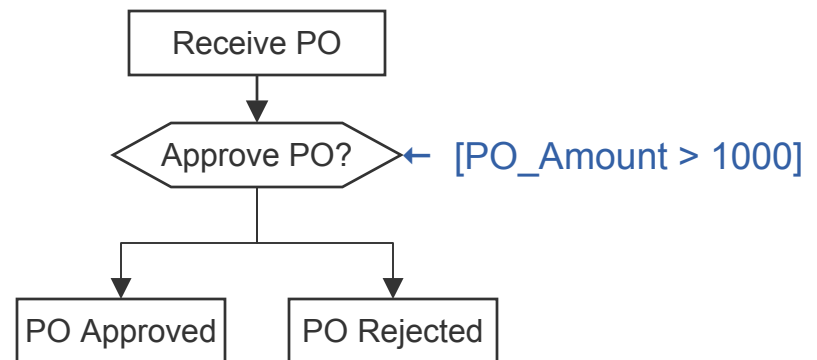 Receive PO
Approve PO?
← [PO_Amount > 1000]
PO Approved
PO Rejected